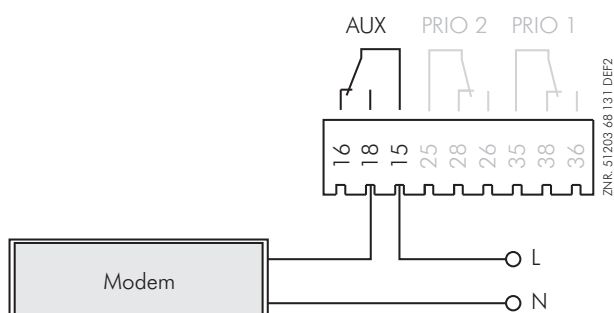 AUX PRIO 2 PRIO 1
16 18 15 25 28 26 35 38 36
ZNR. 51203 68 131 DEF2
L
Modem
N